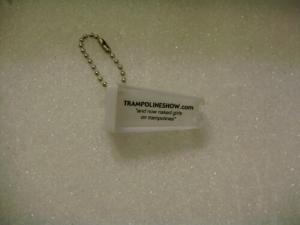 TRAMPOLINESHOW.com
"and now naked girls
on trampolines"